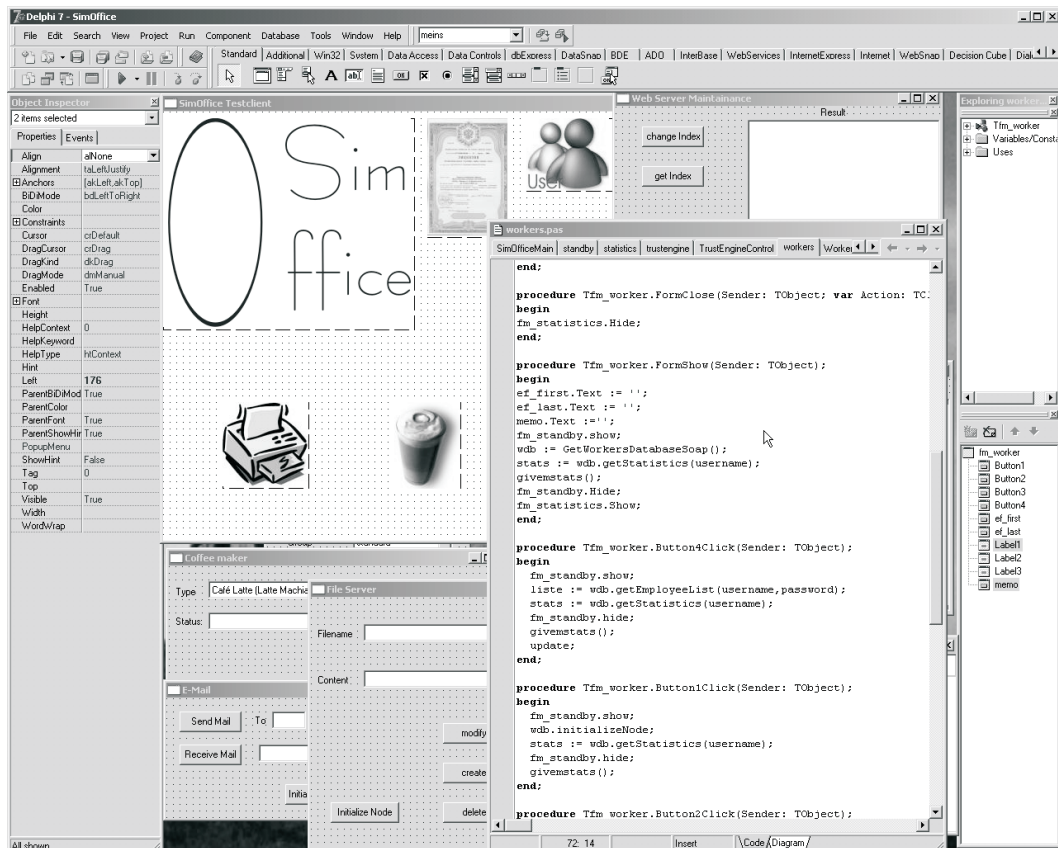 Delphi 7 - SimOffice
File Edit Search View Project Run Component Database Tools Window Help meins
Standard Additional Win32 System Data Access Data Controls dbExpress DataSnap BDE ADO InterBase WebServices InternetExpress Internet WebSnap Decision Cube
Object Inspector
2 items selected
Properties Events
Align alNone
Alignment taLeftJustify
Anchors [akLeft,akTop]
BiDiMode bdLeftToRight
Color
Constraints
Cursor crDefault
DragCursor crDrag
DragKind dkDrag
DragMode dmManual
Enabled True
Font
Height
HelpContext 0
HelpKeyword
HelpType htContext
Hint
Left 176
ParentBiDiMod True
ParentColor
ParentFont True
ParentShowHir True
PopupMenu
ShowHint False
Tag 0
Top
Visible True
Width
WordWrap
All shown
SimOffice Testclient
Sim
ffice
User
Web Server Maintainance
Result
change Index
get Index
workers.pas
SimOfficeMain standby statistics trustengine TrustEngineControl workers Worker
end;
procedure Tfm_worker.FormClose(Sender: TObject; var Action: TC
begin
fm_statistics.Hide;
end;
procedure Tfm_worker.FormShow(Sender: TObject);
begin
ef_first.Text := '';
ef_last.Text := '';
memo.Text :='';
fm_standby.show;
wdb := GetWorkersDatabaseSoap();
stats := wdb.getStatistics(username);
givemstats();
fm_standby.Hide;
fm_statistics.Show;
end;
procedure Tfm_worker.Button4Click(Sender: TObject);
begin
fm_standby.show;
liste := wdb.getEmployeeList(username,password);
stats := wdb.getStatistics(username);
fm_standby.hide;
givemstats();
update;
end;
procedure Tfm_worker.Button1Click(Sender: TObject);
begin
fm_standby.show;
wdb.initializeNode;
stats := wdb.getStatistics(username);
fm_standby.hide;
givemstats();
end;
procedure Tfm_worker.Button2Click(Sender: TObject);
72: 14 Insert Code Diagram
Coffee maker
Type Café Latte (Latte Machia
Status:
E-Mail
Send Mail To
Receive Mail
Initia
File Server
Filename
Content:
modify
create
Initialize Node delete
Exploring worker
Tfm_worker
Variables/Consta
Uses
fm_worker
Button1
Button2
Button3
Button4
ef_first
ef_last
Label1
Label2
Label3
memo